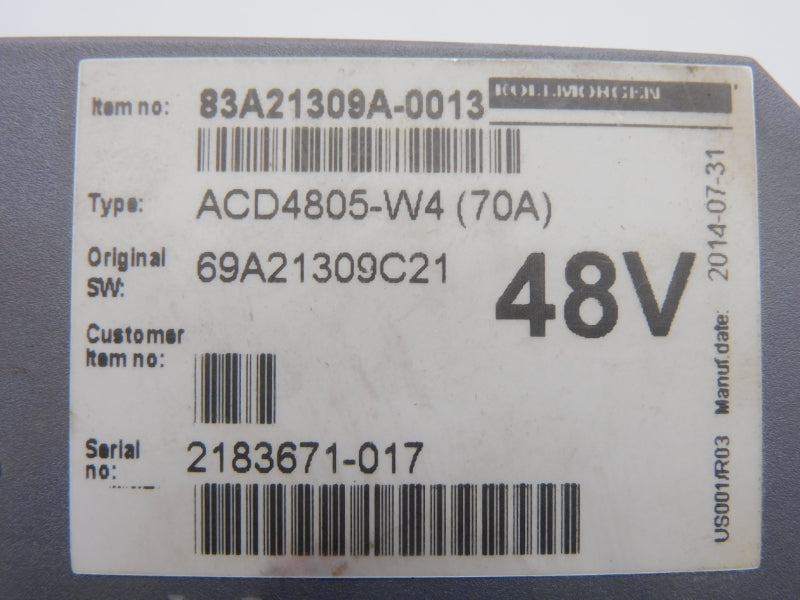 Item no: 83A21309A-0013
KOLLMORGEN
Type: ACD4805-W4 (70A)
Original SW: 69A21309C21
48V
Customer Item no:
Serial no: 2183671-017
US001/R03 Manuf.date: 2014-07-31